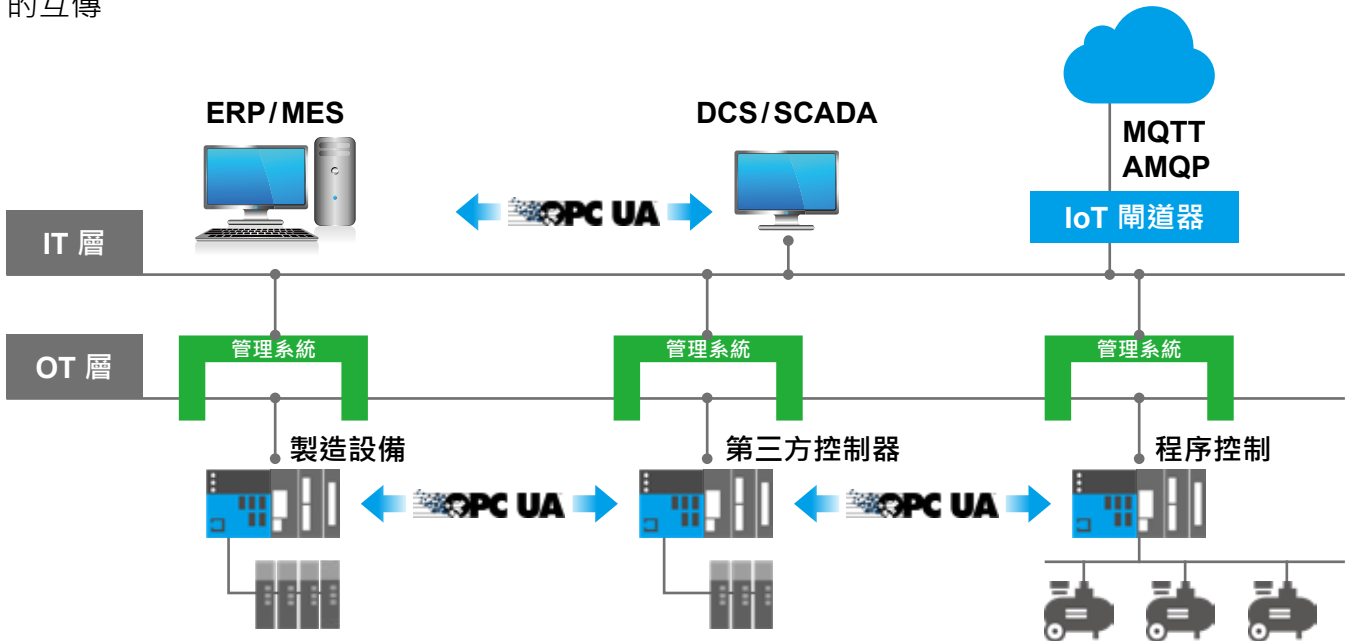 的互傳
ERP/MES
DCS/SCADA
MQTT
AMQP
OPC UA
IoT 閘道器
IT 層
管理系統
管理系統
管理系統
OT 層
製造設備
第三方控制器
程序控制
OPC UA
OPC UA